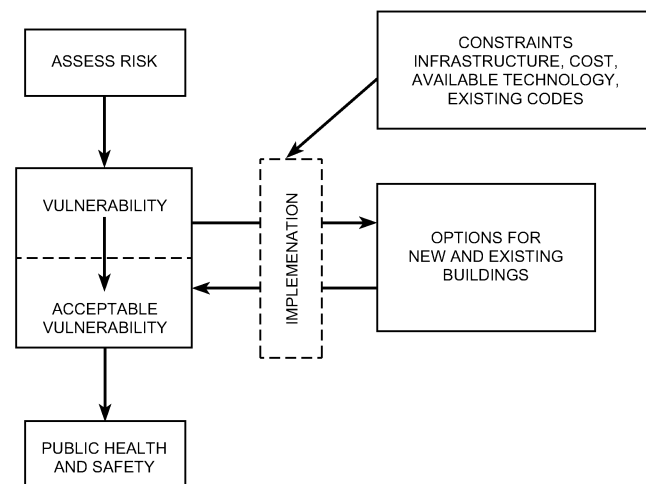 ASSESS RISK
CONSTRAINTS
INFRASTRUCTURE, COST,
AVAILABLE TECHNOLOGY,
EXISTING CODES
VULNERABILITY
ACCEPTABLE
VULNERABILITY
IMPLEMENATION
OPTIONS FOR
NEW AND EXISTING
BUILDINGS
PUBLIC HEALTH
AND SAFETY